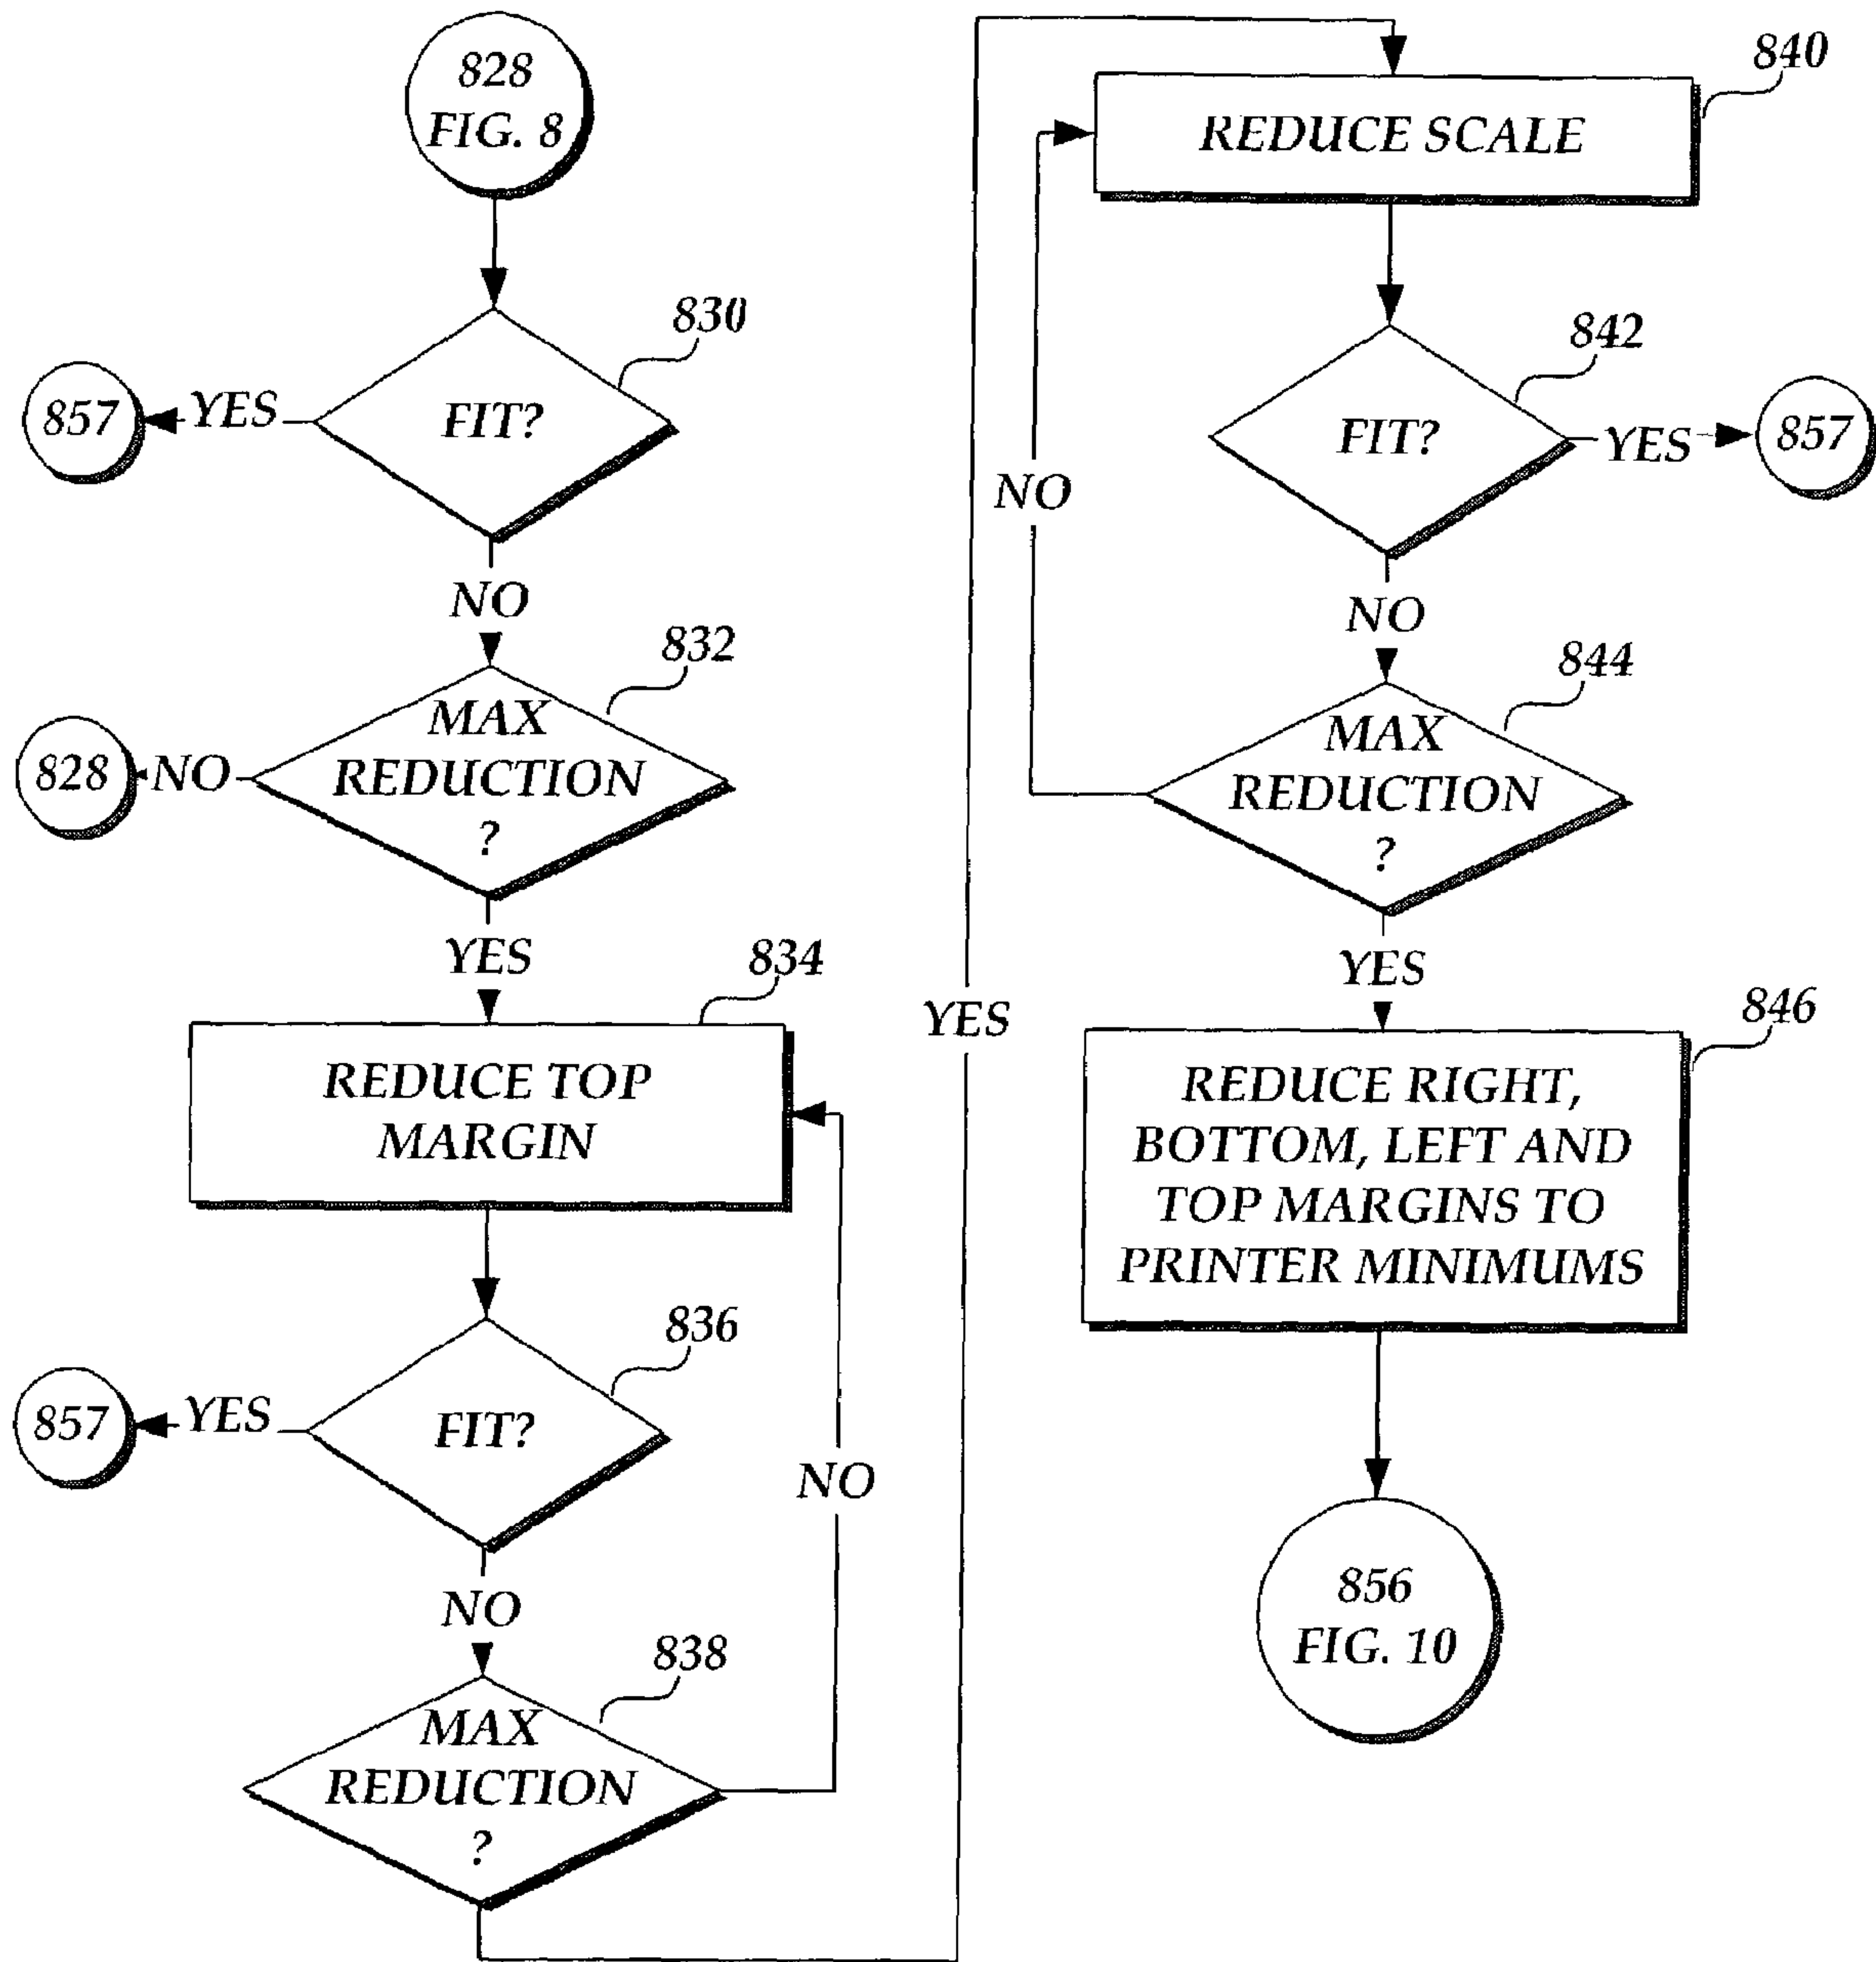 828
FIG. 8
830
857
YES
FIT?
NO
832
MAX
REDUCTION
?
828
NO
YES
834
REDUCE TOP
MARGIN
836
857
YES
FIT?
NO
NO
838
MAX
REDUCTION
?
YES
840
REDUCE SCALE
842
FIT?
YES
857
NO
NO
844
MAX
REDUCTION
?
YES
846
REDUCE RIGHT,
BOTTOM, LEFT AND
TOP MARGINS TO
PRINTER MINIMUMS
856
FIG. 10